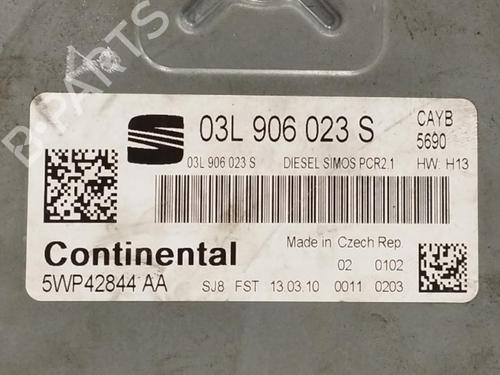 B-PARTS
03L 906 023 S
CAYB
5690
03L 906 023 S DIESEL SIMOS PCR2.1 HW: H13
Continental
Made in Czech Rep.
5WP42844 AA
02 0102
SJ8 FST 13.03.10 0011 0203